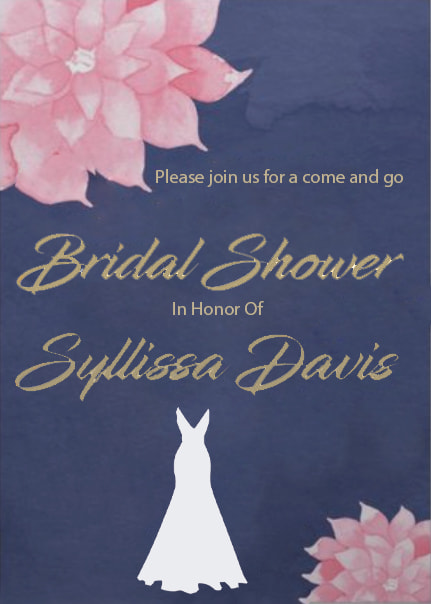 Please join us for a come and go
Bridal Shower
In Honor Of
Syllissa Davis